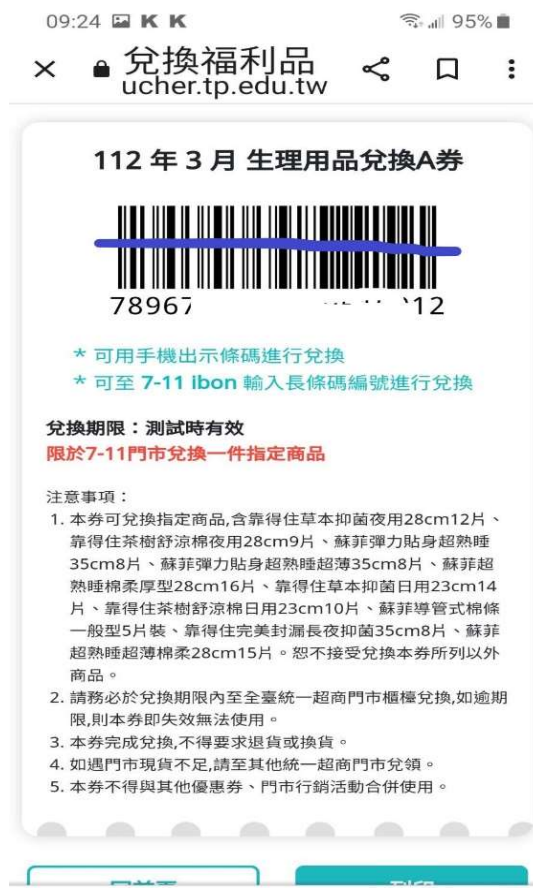 09:24 K K 95%
兌換福利品
ucher.tp.edu.tw
112 年 3 月 生理用品兌換A券
78967 12
* 可用手機出示條碼進行兌換
* 可至 7-11 ibon 輸入長條碼編號進行兌換
兌換期限：測試時有效
限於7-11門市兌換一件指定商品
注意事項：
1. 本券可兌換指定商品,含靠得住草本抑菌夜用28cm12片、
靠得住茶樹舒涼棉夜用28cm9片、蘇菲彈力貼身超熟睡
35cm8片、蘇菲彈力貼身超熟睡超薄35cm8片、蘇菲超
熟睡棉柔厚型28cm16片、靠得住草本抑菌日用23cm14
片、靠得住茶樹舒涼棉日用23cm10片、蘇菲導管式棉條
一般型5片裝、靠得住完美封漏長夜抑菌35cm8片、蘇菲
超熟睡超薄棉柔28cm15片。恕不接受兌換本券所列以外
商品。
2. 請務必於兌換期限內至全臺統一超商門市櫃檯兌換,如逾期
限,則本券即失效無法使用。
3. 本券完成兌換,不得要求退貨或換貨。
4. 如遇門市現貨不足,請至其他統一超商門市兌領。
5. 本券不得與其他優惠券、門市行銷活動合併使用。